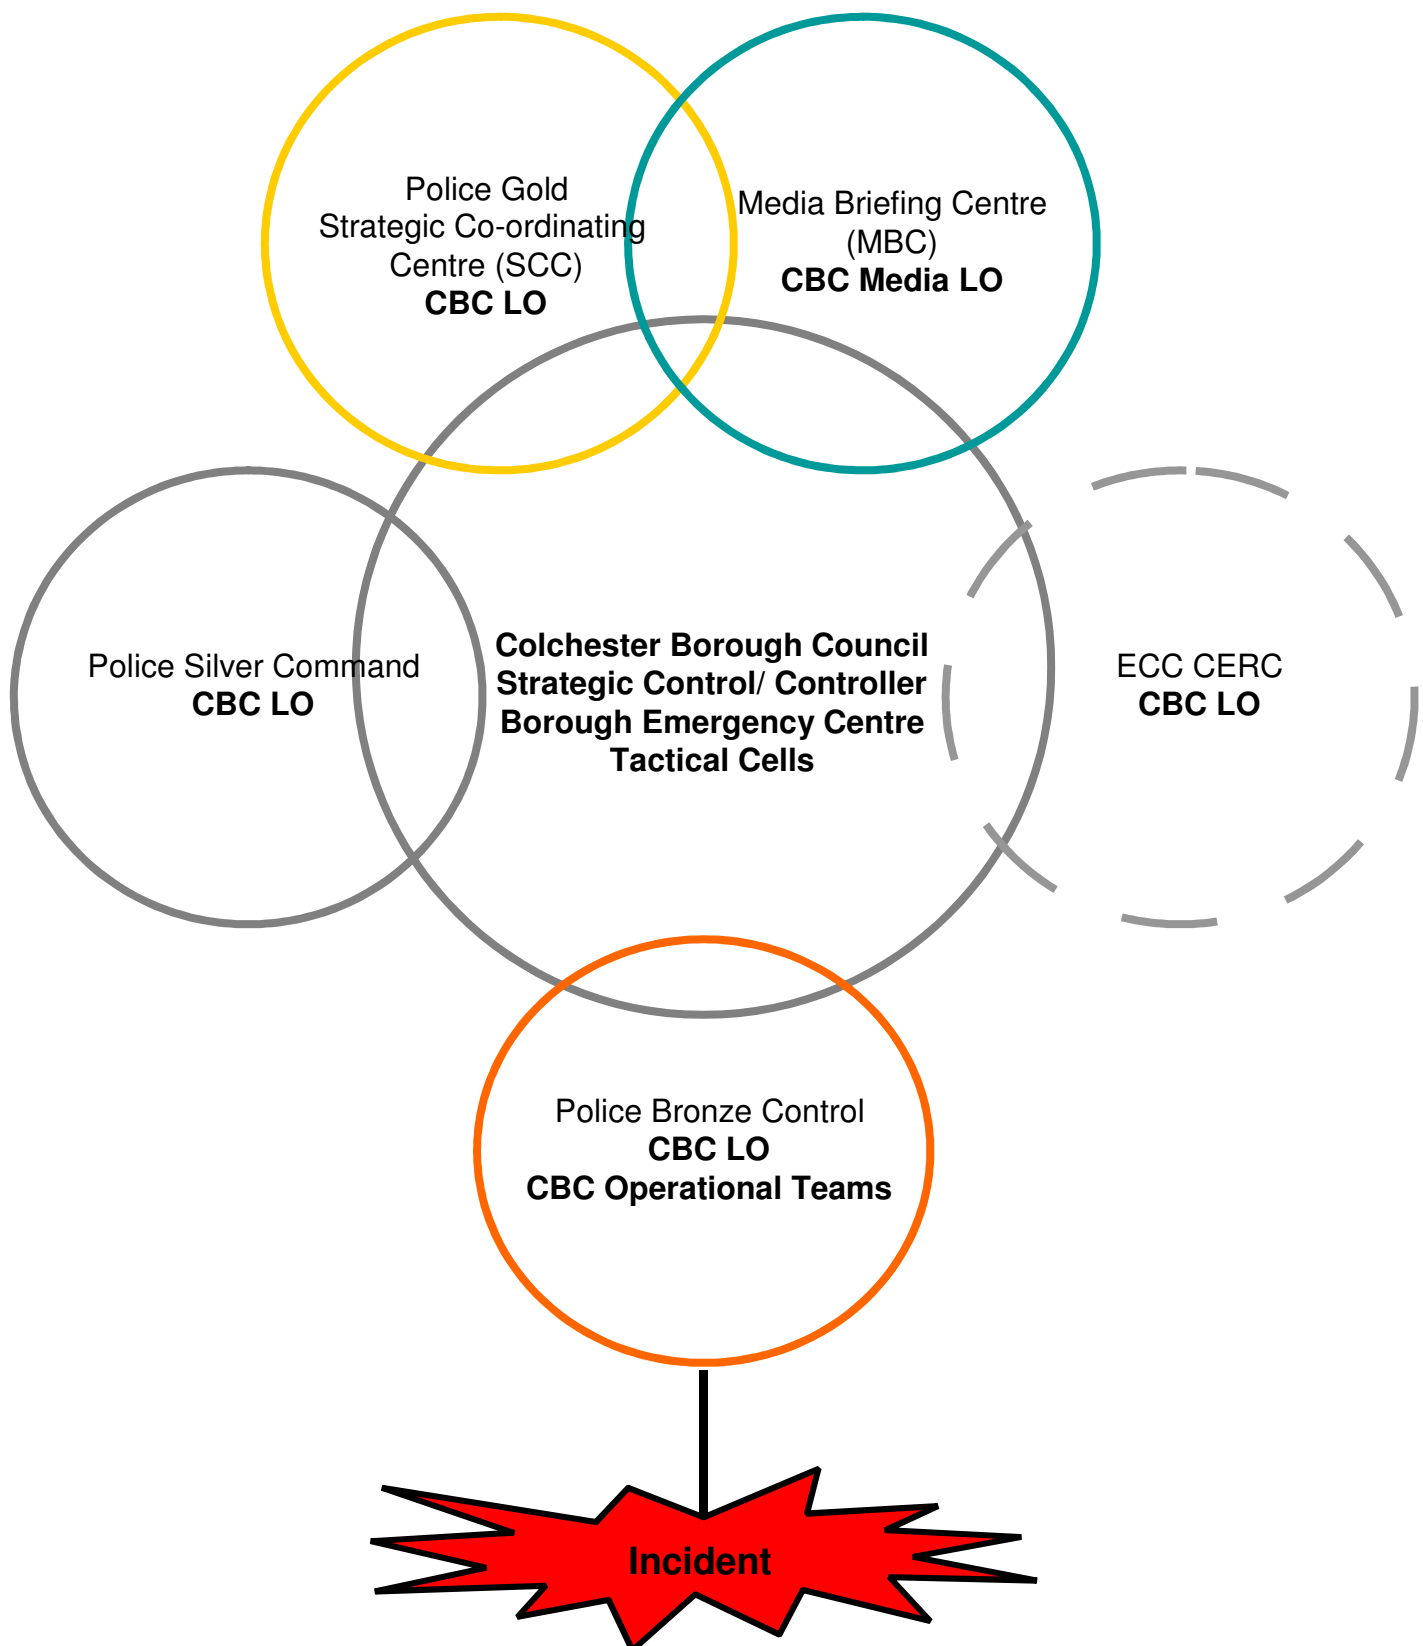 Police Gold
Strategic Co-ordinating
Centre (SCC)
CBC LO
Media Briefing Centre
(MBC)
CBC Media LO
Police Silver Command
CBC LO
Colchester Borough Council
Strategic Control/ Controller
Borough Emergency Centre
Tactical Cells
ECC CERC
CBC LO
Police Bronze Control
CBC LO
CBC Operational Teams
Incident